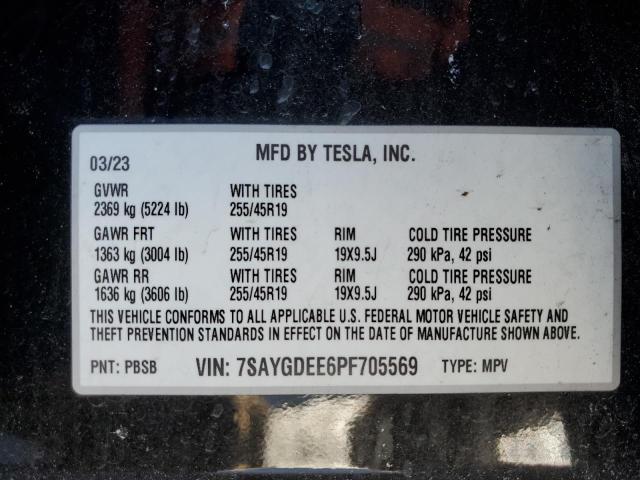 MFD BY TESLA, INC.
03/23
GVWR WITH TIRES
2369 kg (5224 lb) 255/45R19
GAWR FRT WITH TIRES RIM COLD TIRE PRESSURE
1363 kg (3004 lb) 255/45R19 19X9.5J 290 kPa, 42 psi
GAWR RR WITH TIRES RIM COLD TIRE PRESSURE
1636 kg (3606 lb) 255/45R19 19X9.5J 290 kPa, 42 psi
THIS VEHICLE CONFORMS TO ALL APPLICABLE U.S. FEDERAL MOTOR VEHICLE SAFETY AND
THEFT PREVENTION STANDARDS IN EFFECT ON THE DATE OF MANUFACTURE SHOWN ABOVE.
PNT: PBSB VIN: 7SAYGDEE6PF705569 TYPE: MPV